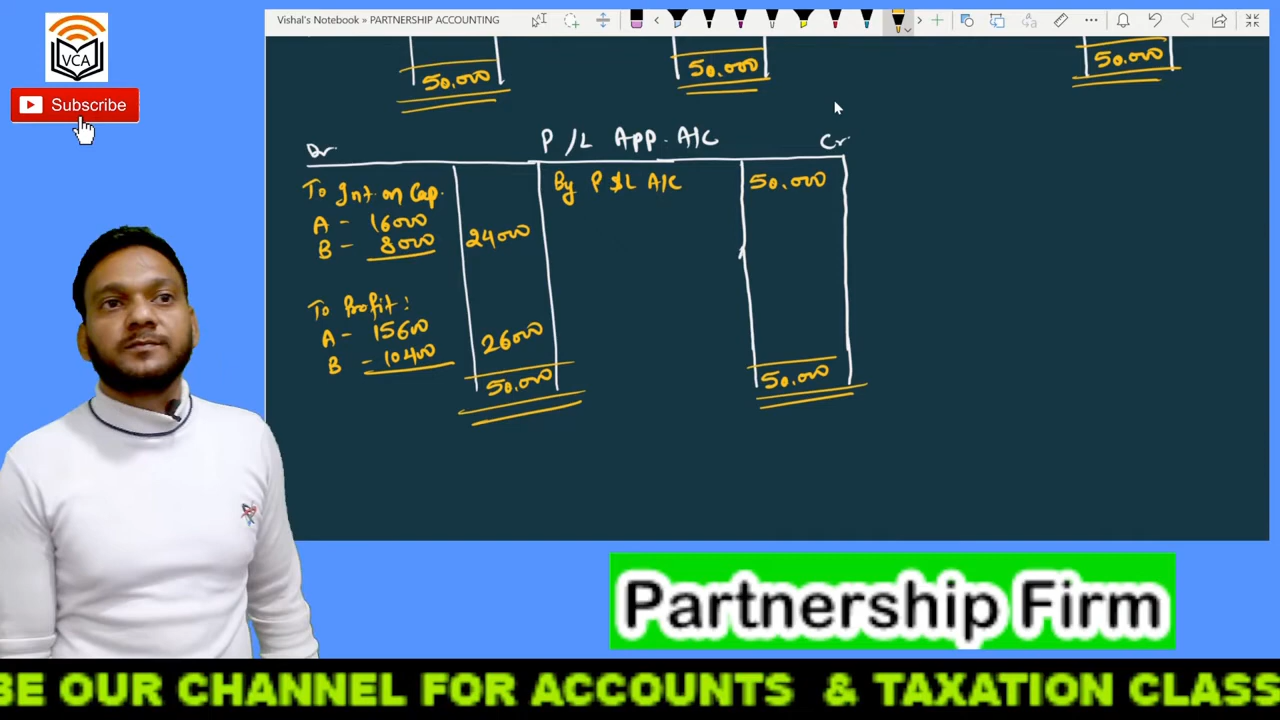 Vishal's Notebook » PARTNERSHIP ACCOUNTING
VCA
Subscribe
50.000 50.000 50.000
Dr. P/L App. A/C Cr.
To Int. on Cap. By P & L A/C 50.000
A - 16000
B - 8000 24000
To Profit:
A - 15600
B - 10400 26000
50.000 50.000
Partnership Firm
BE OUR CHANNEL FOR ACCOUNTS & TAXATION CLASS